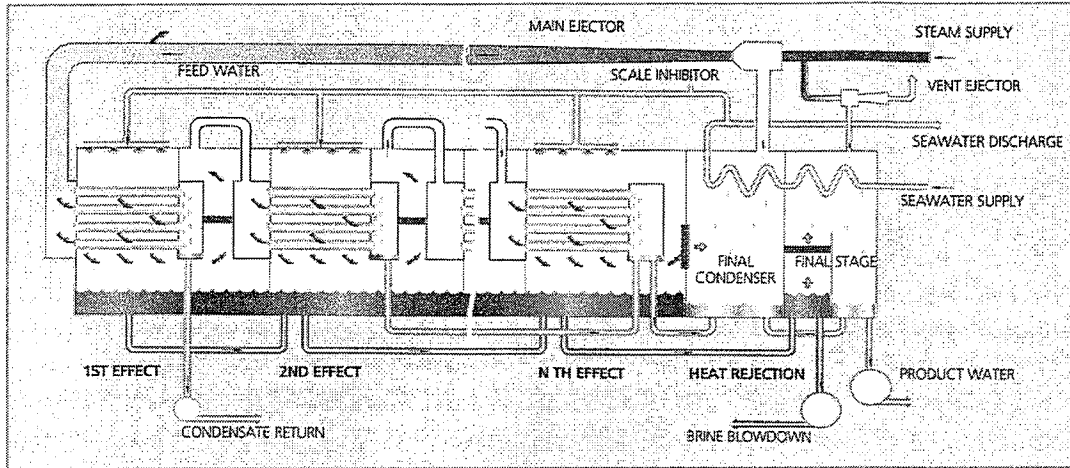 MAIN EJECTOR
STEAM SUPPLY
FEED WATER
SCALE INHIBITOR
VENT EJECTOR
SEAWATER DISCHARGE
SEAWATER SUPPLY
FINAL
CONDENSER
FINAL STAGE
1ST EFFECT
2ND EFFECT
N TH EFFECT
HEAT REJECTION
PRODUCT WATER
CONDENSATE RETURN
BRINE BLOWDOWN